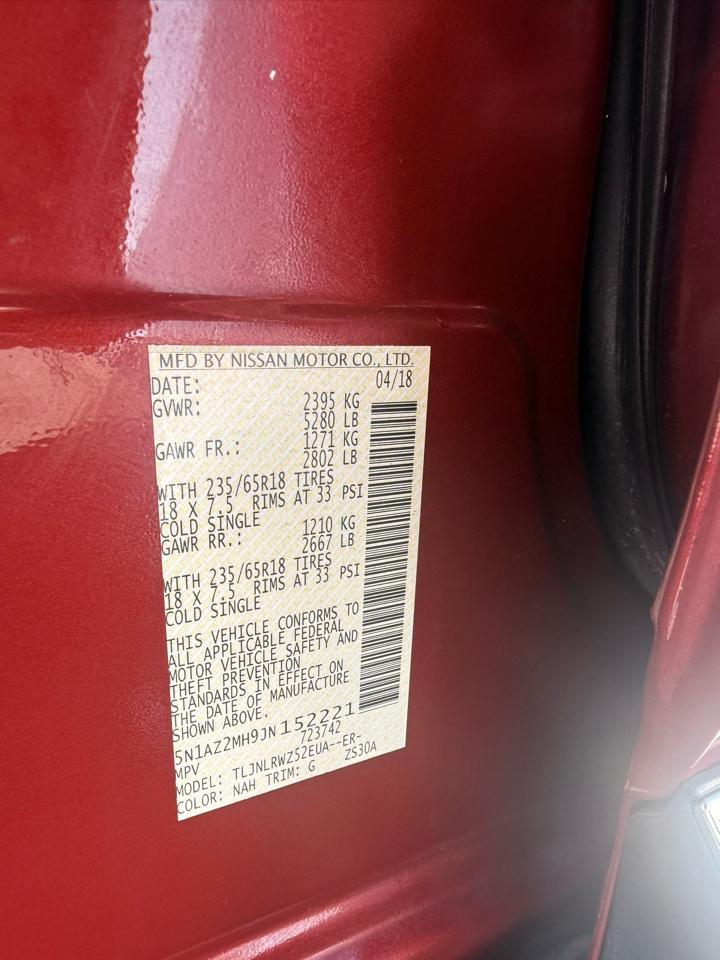 MFD BY NISSAN MOTOR CO., LTD.
DATE: 04/18
GVWR: 2395 KG
5280 LB
GAWR FR.: 1271 KG
2802 LB
WITH 235/65R18 TIRES
18 X 7.5 RIMS AT 33 PSI
COLD SINGLE
GAWR RR.: 1210 KG
2667 LB
WITH 235/65R18 TIRES
18 X 7.5 RIMS AT 33 PSI
COLD SINGLE
THIS VEHICLE CONFORMS TO
ALL APPLICABLE FEDERAL
MOTOR VEHICLE SAFETY AND
THEFT PREVENTION
STANDARDS IN EFFECT ON
THE DATE OF MANUFACTURE
SHOWN ABOVE.
5N1AZ2MH9JN152221
MPV 723742
MODEL: TLJNLRWZ52EUA--ER-
COLOR: NAH TRIM: G ZS30A